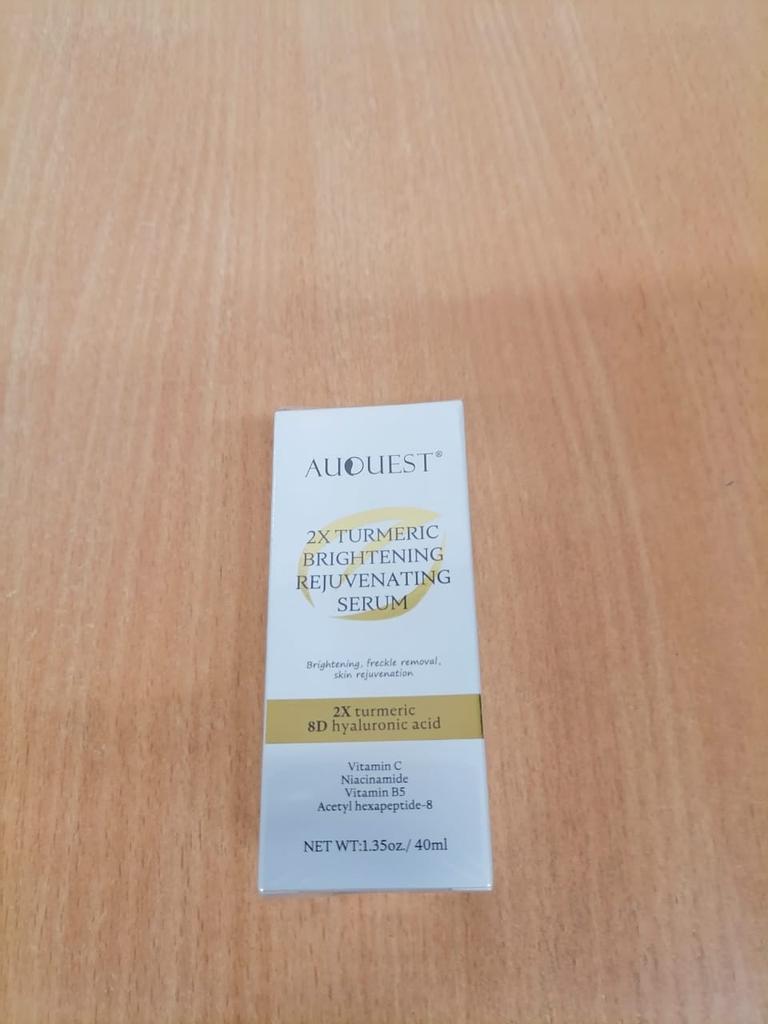 AUQUEST®
2X TURMERIC
BRIGHTENING
REJUVENATING
SERUM
Brightening, freckle removal,
skin rejuvenation
2X turmeric
8D hyaluronic acid
Vitamin C
Niacinamide
Vitamin B5
Acetyl hexapeptide-8
NET WT:1.35oz./ 40ml